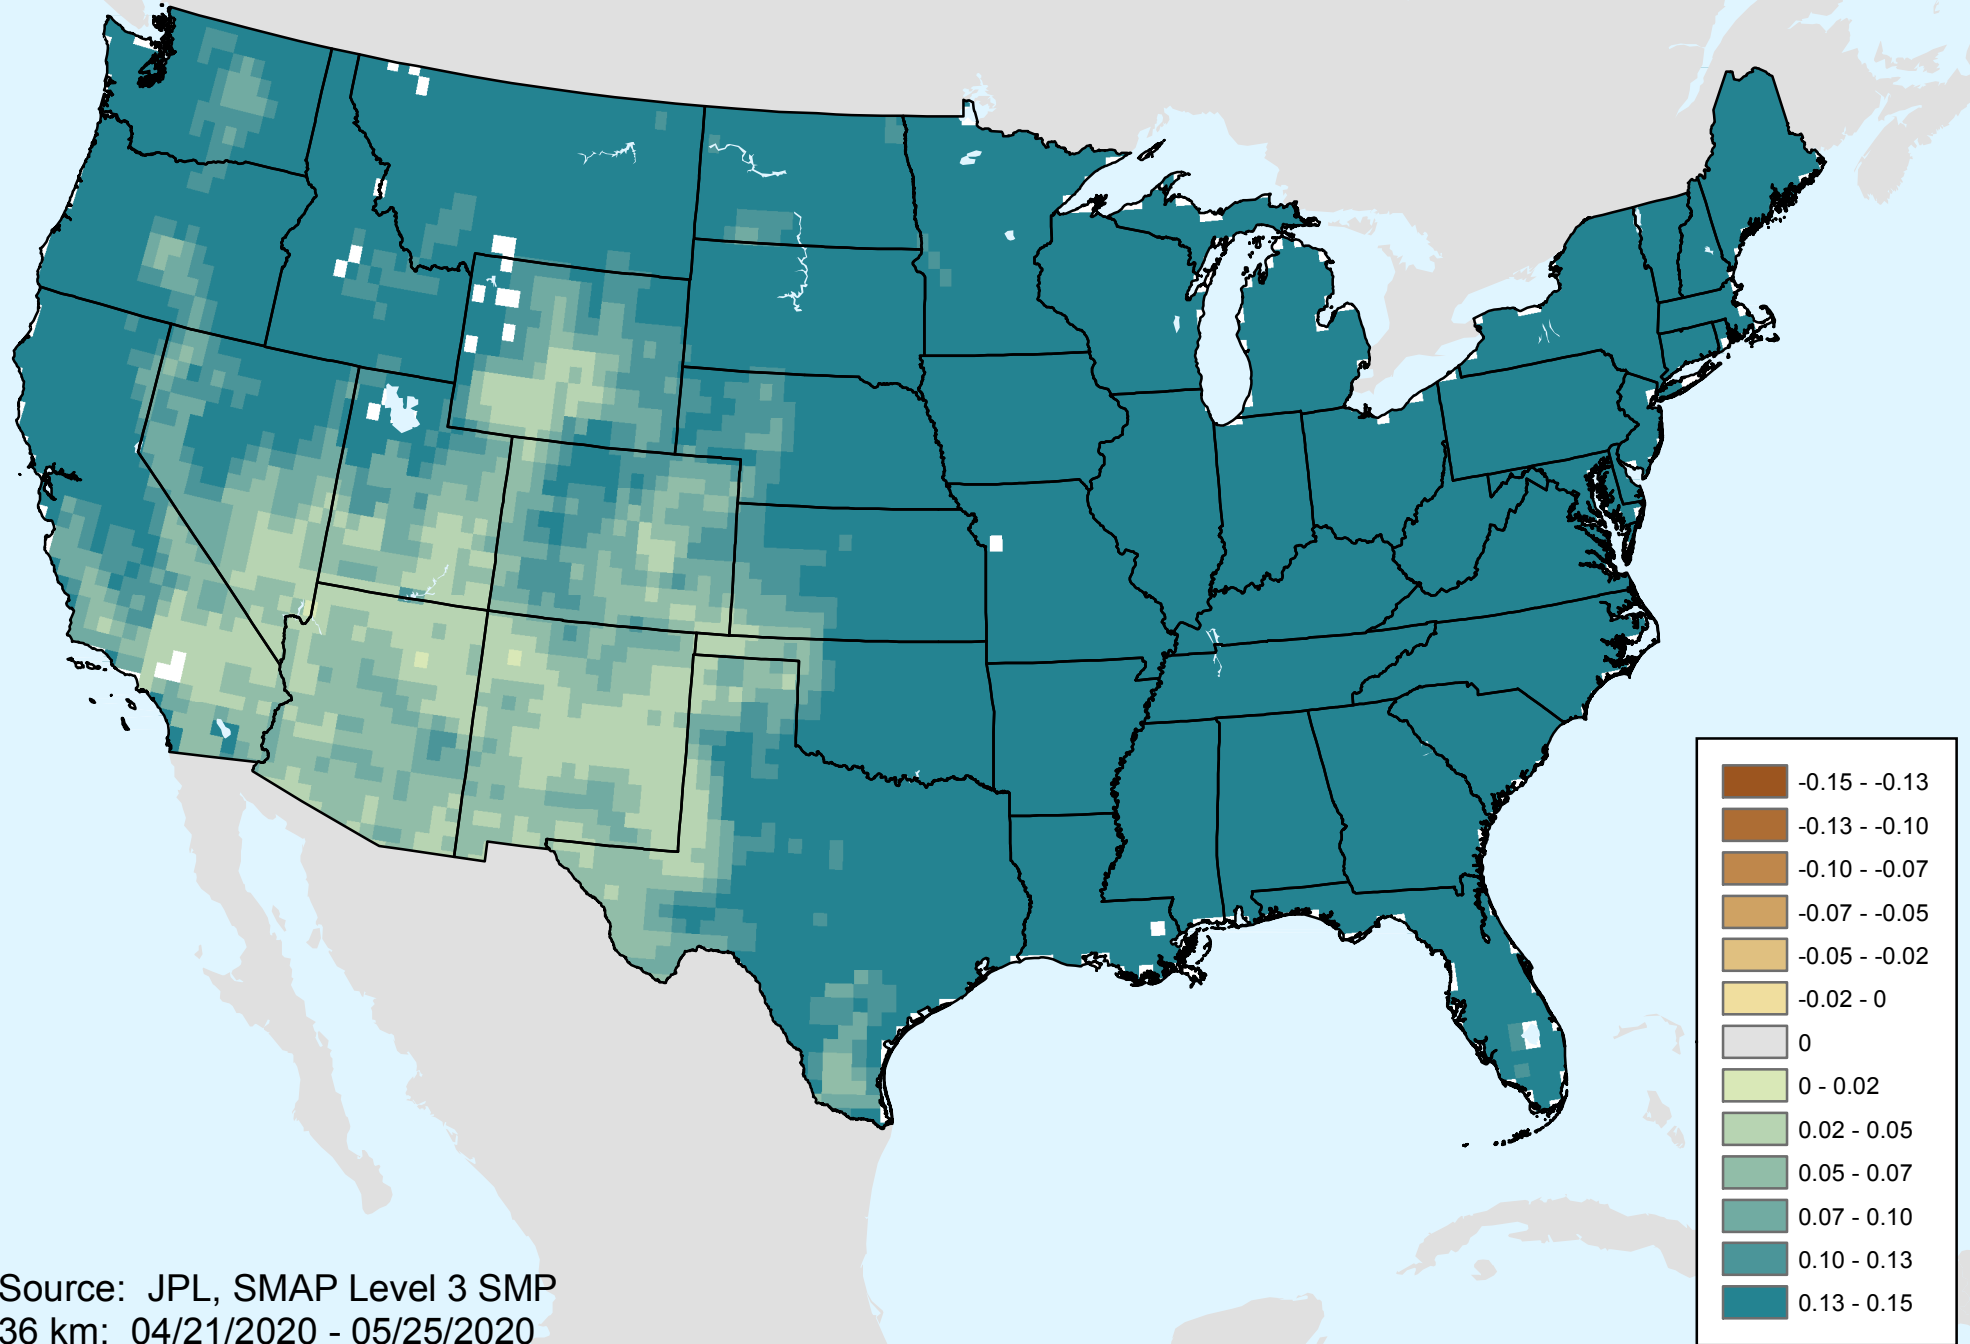 -0.15 - -0.13
-0.13 - -0.10
-0.10 - -0.07
-0.07 - -0.05
-0.05 - -0.02
-0.02 - 0
0
0 - 0.02
0.02 - 0.05
0.05 - 0.07
0.07 - 0.10
0.10 - 0.13
0.13 - 0.15
Source: JPL, SMAP Level 3 SMP
36 km: 04/21/2020 - 05/25/2020